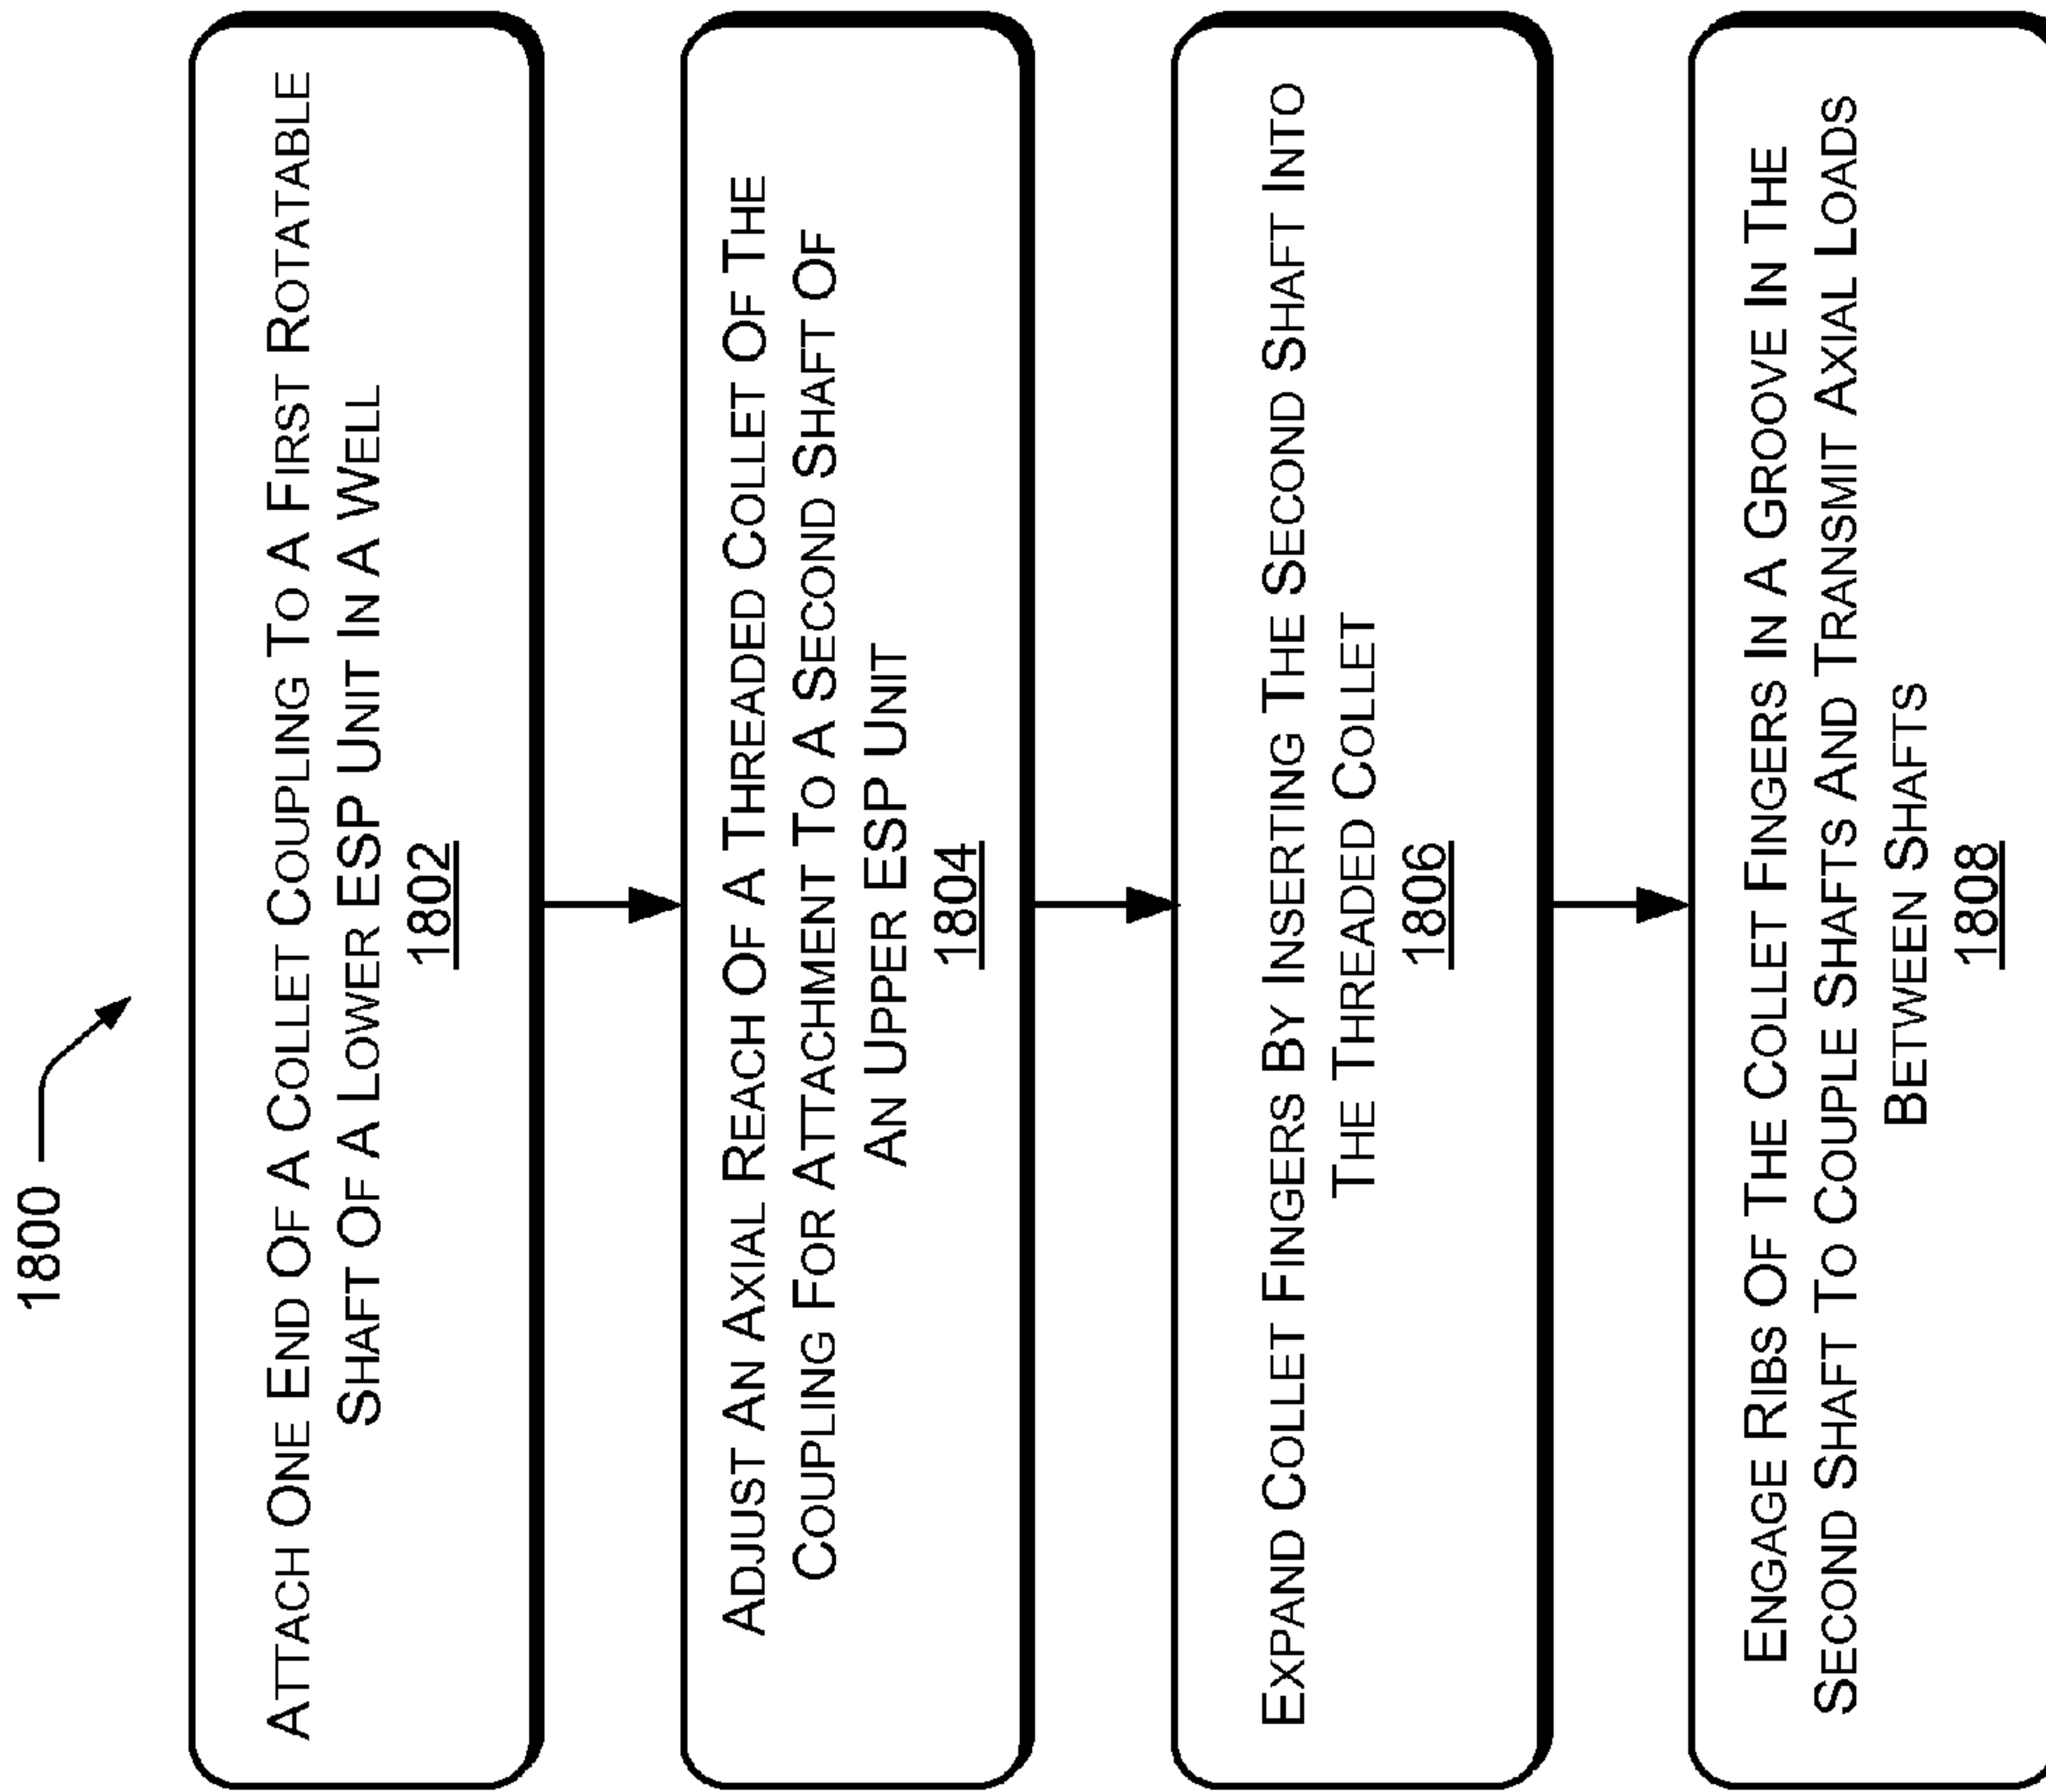 1800
ATTACH ONE END OF A COLLET COUPLING TO A FIRST ROTATABLE
SHAFT OF A LOWER ESP UNIT IN A WELL
1802
ADJUST AN AXIAL REACH OF A THREADED COLLET OF THE
COUPLING FOR ATTACHMENT TO A SECOND SHAFT OF
AN UPPER ESP UNIT
1804
EXPAND COLLET FINGERS BY INSERTING THE SECOND SHAFT INTO
THE THREADED COLLET
1806
ENGAGE RIBS OF THE COLLET FINGERS IN A GROOVE IN THE
SECOND SHAFT TO COUPLE SHAFTS AND TRANSMIT AXIAL LOADS
BETWEEN SHAFTS
1808